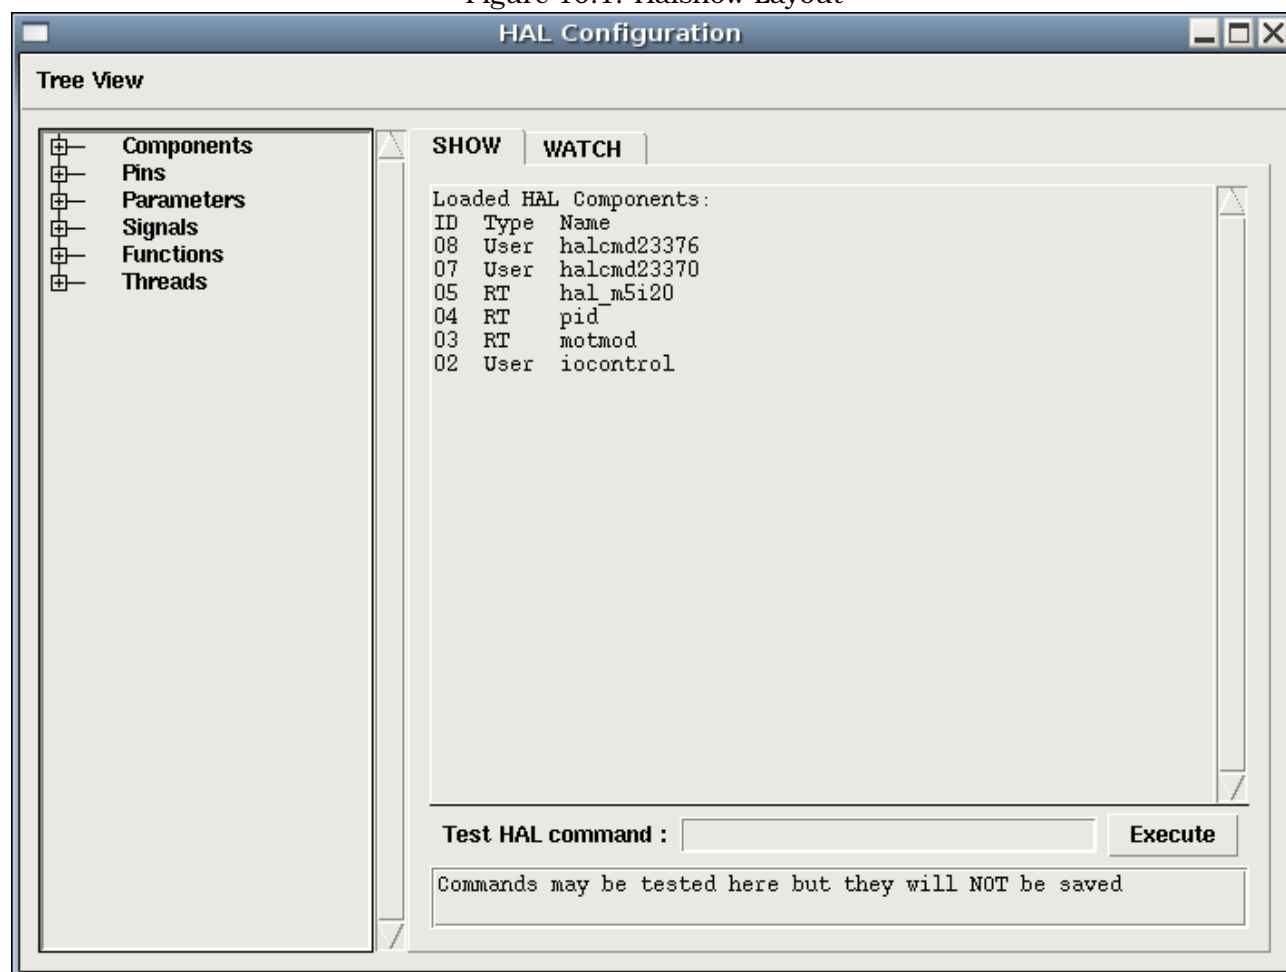 Figure 10.1: Halshow Layout
HAL Configuration
Tree View
Components
Pins
Parameters
Signals
Functions
Threads
SHOW WATCH
Loaded HAL Components:
ID Type Name
08 User halcmd23376
07 User halcmd23370
05 RT hal_m5i20
04 RT pid
03 RT motmod
02 User iocontrol
Test HAL command : Execute
Commands may be tested here but they will NOT be saved